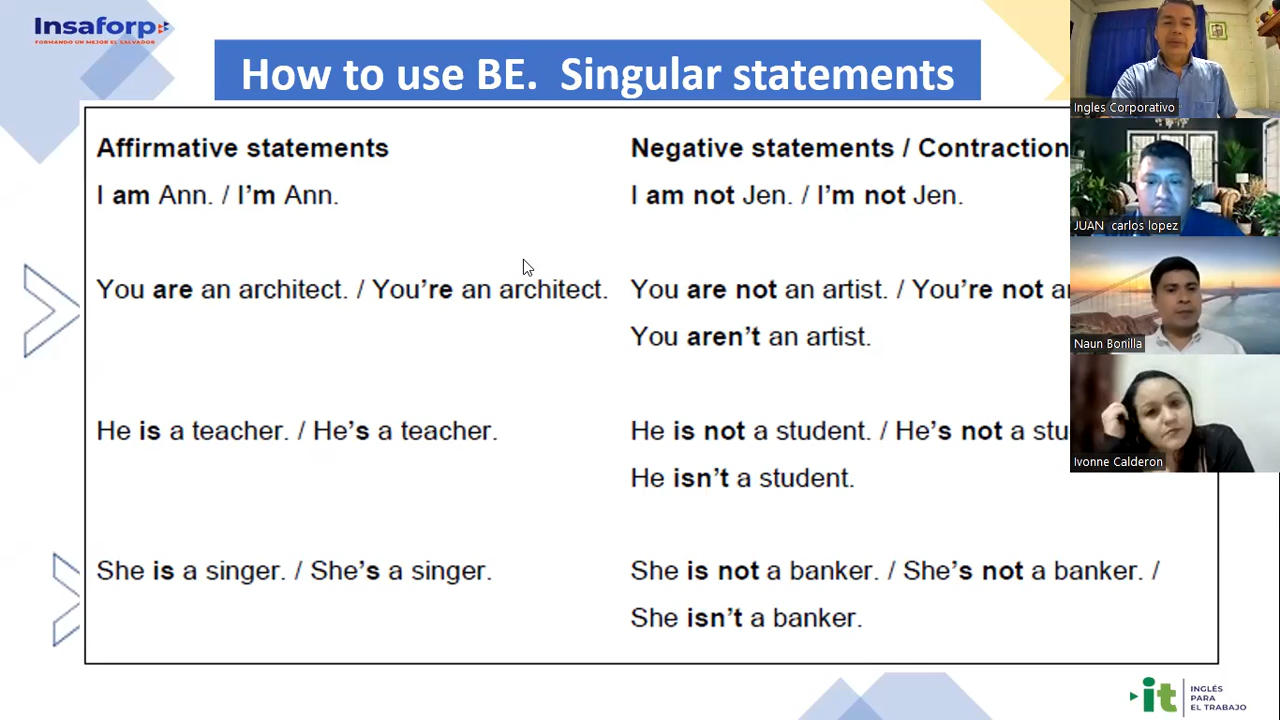 Insaforp
FORMANDO UN MEJOR EL SALVADOR
How to use BE. Singular statements
Affirmative statements
I am Ann. / I’m Ann.
You are an architect. / You’re an architect.
He is a teacher. / He’s a teacher.
She is a singer. / She’s a singer.
Negative statements / Contraction
I am not Jen. / I’m not Jen.
You are not an artist. / You’re not
You aren’t an artist.
He is not a student. / He’s not a
He isn’t a student.
She is not a banker. / She’s not a banker. /
She isn’t a banker.
Ingles Corporativo
JUAN carlos lopez
Naun Bonilla
Ivonne Calderon
it
INGLÉS
PARA
EL TRABAJO